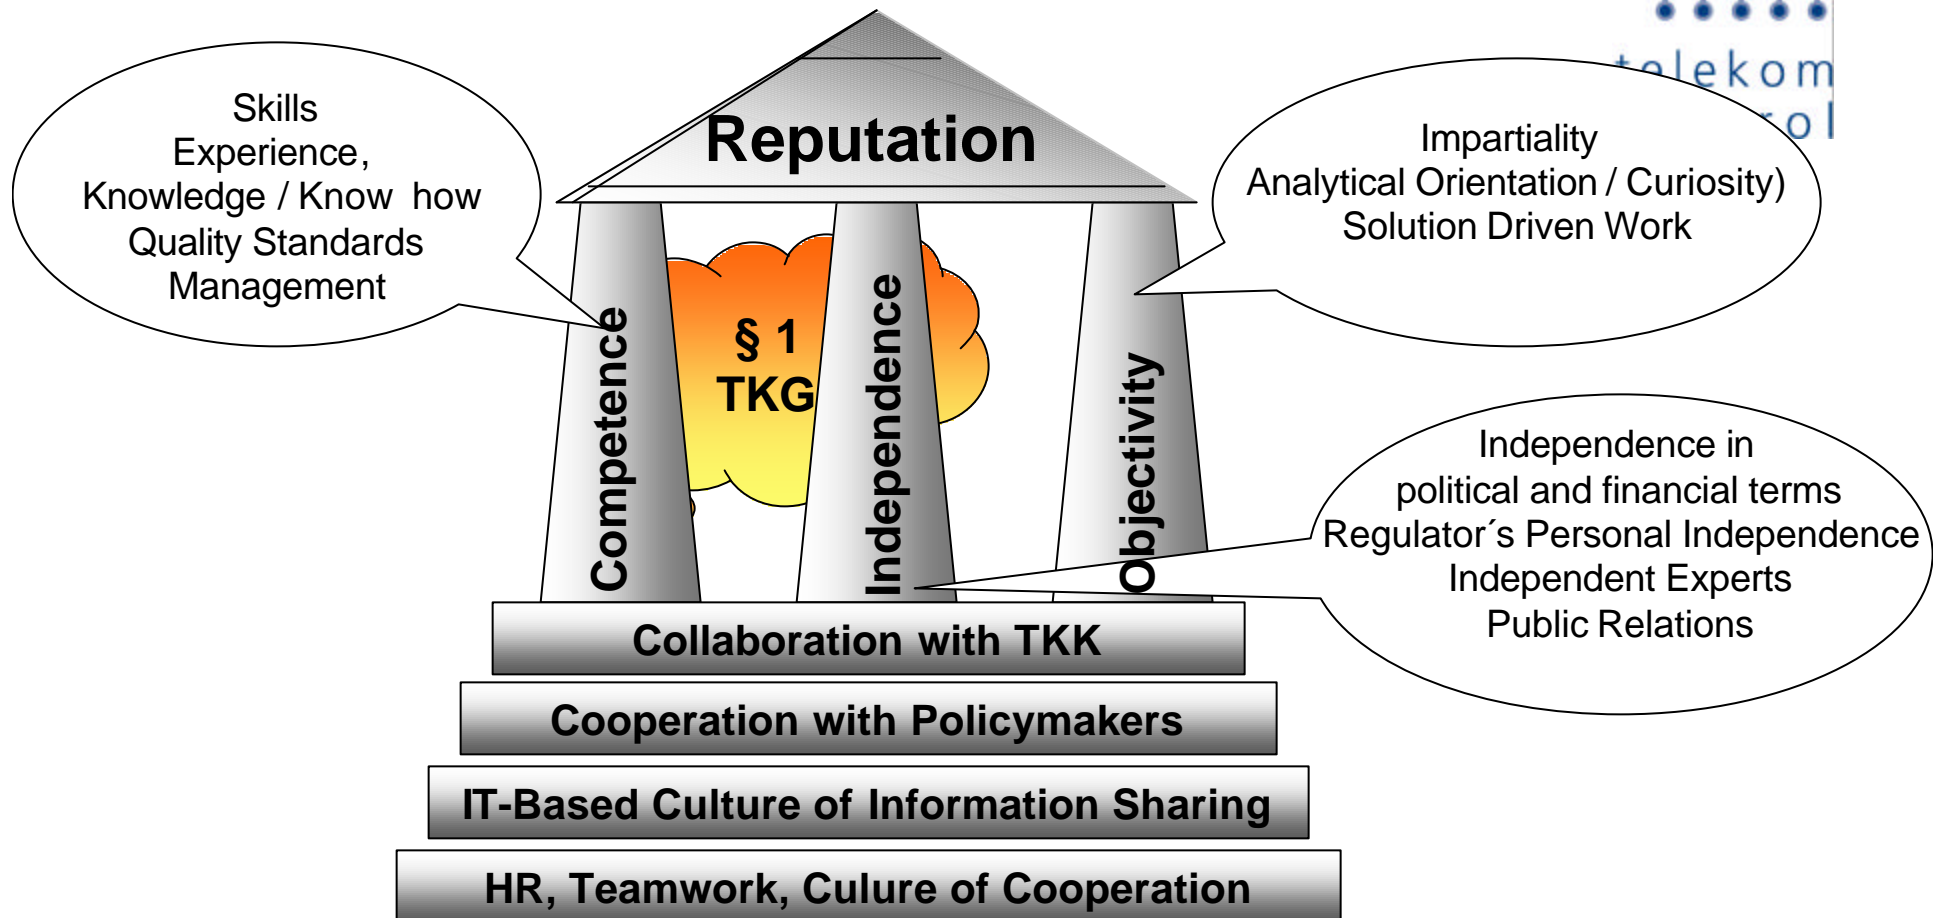 telekom
rol
Skills
Experience,
Knowledge / Know how
Quality Standards
Management
Reputation
Impartiality
Analytical Orientation / Curiosity)
Solution Driven Work
§ 1
TKG
Competence
Independence
Objectivity
Independence in
political and financial terms
Regulator´s Personal Independence
Independent Experts
Public Relations
Collaboration with TKK
Cooperation with Policymakers
IT-Based Culture of Information Sharing
HR, Teamwork, Culure of Cooperation